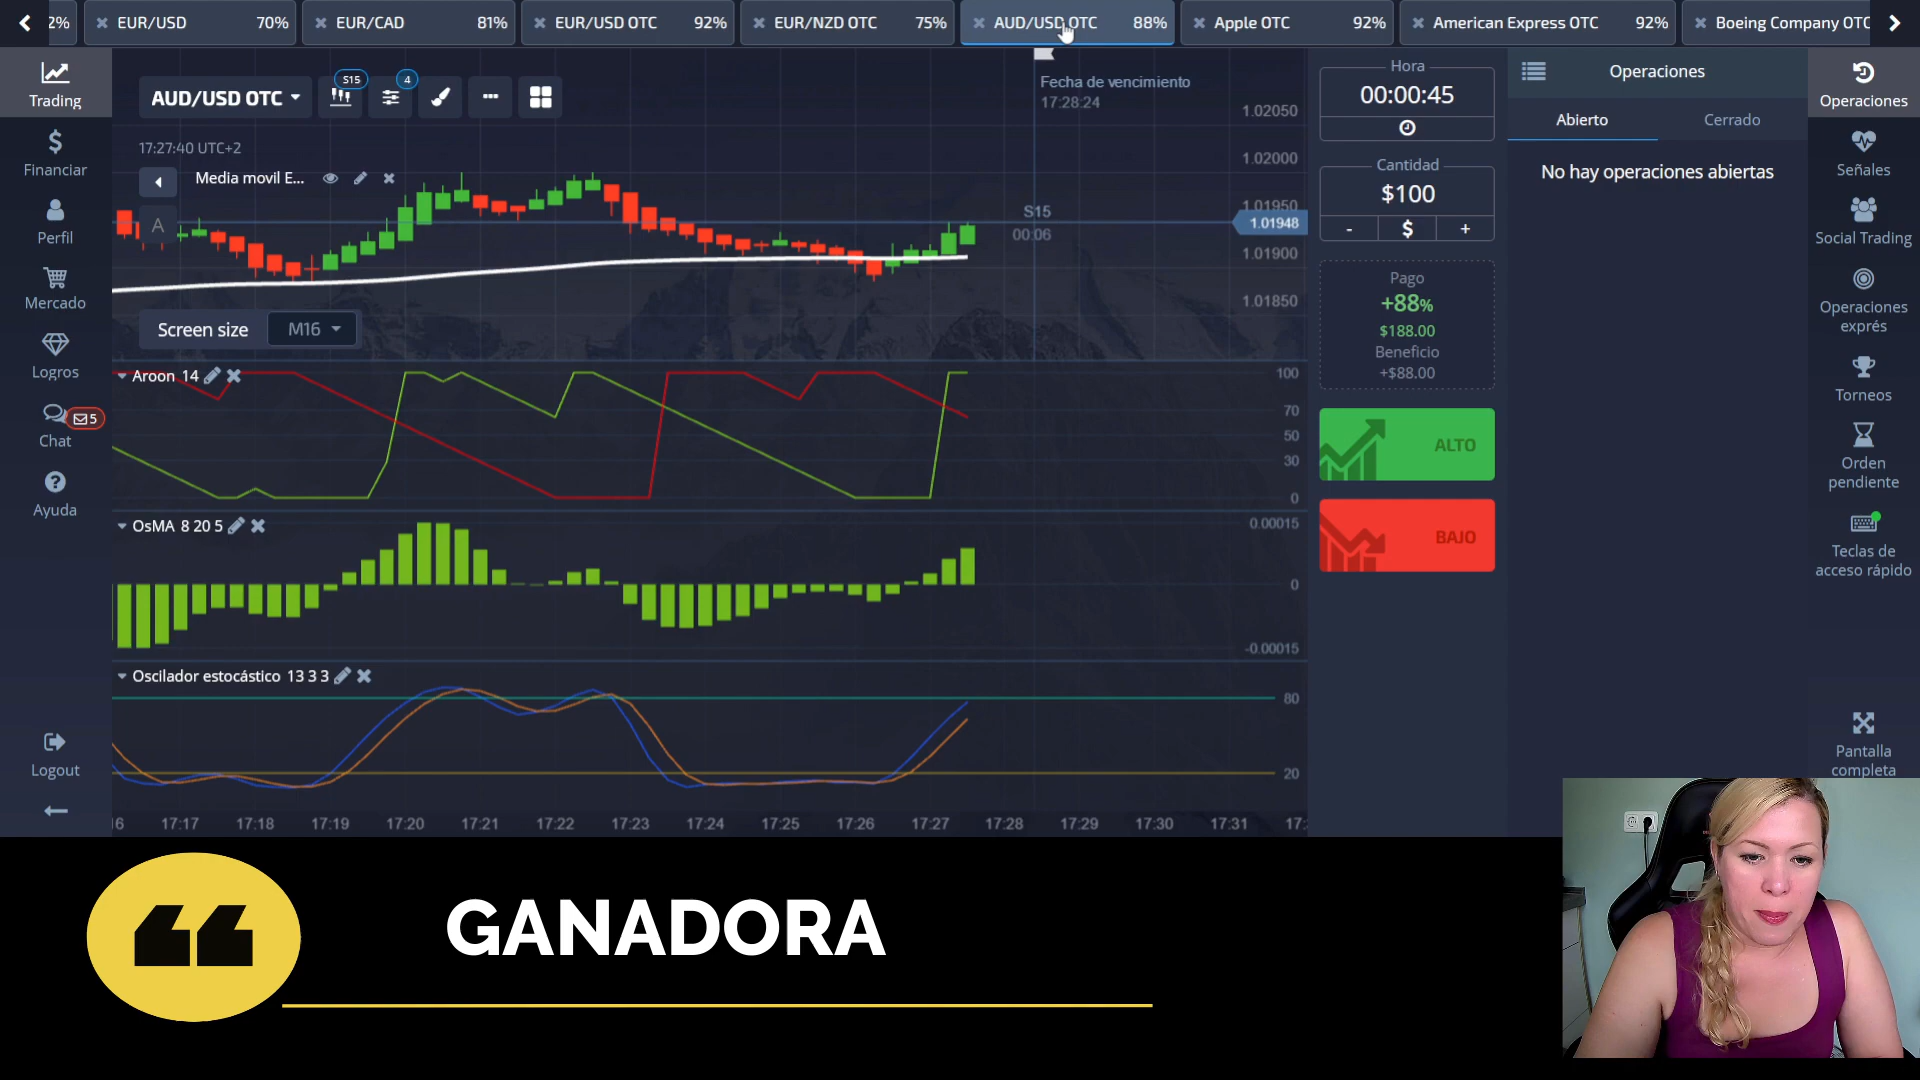 2%
EUR/USD 70%
EUR/CAD 81%
EUR/USD OTC 92%
EUR/NZD OTC 75%
AUD/USD OTC 88%
Apple OTC 92%
American Express OTC 92%
Boeing Company OTC
Trading
Financiar
Perfil
Mercado
Logros
5
Chat
Ayuda
Logout
AUD/USD OTC
S15
4
17:27:40 UTC+2
Media movil E...
A
Fecha de vencimiento
17:28:24
S15
00:06
1.02050
1.02000
1.01950
1.01948
1.01900
1.01850
Screen size M16
Aroon 14
100
70
50
30
0
OsMA 8 20 5
0.00015
0
-0.00015
Oscilador estocástico 13 3 3
80
20
16 17:17 17:18 17:19 17:20 17:21 17:22 17:23 17:24 17:25 17:26 17:27 17:28 17:29 17:30 17:31 17:
Hora
00:00:45
Cantidad
$100
- $ +
Pago
+88%
$188.00
Beneficio
+$88.00
ALTO
BAJO
Operaciones
Abierto Cerrado
No hay operaciones abiertas
Operaciones
Señales
Social Trading
Operaciones
exprés
Torneos
Orden
pendiente
Teclas de
acceso rápido
Pantalla
completa
“
GANADORA